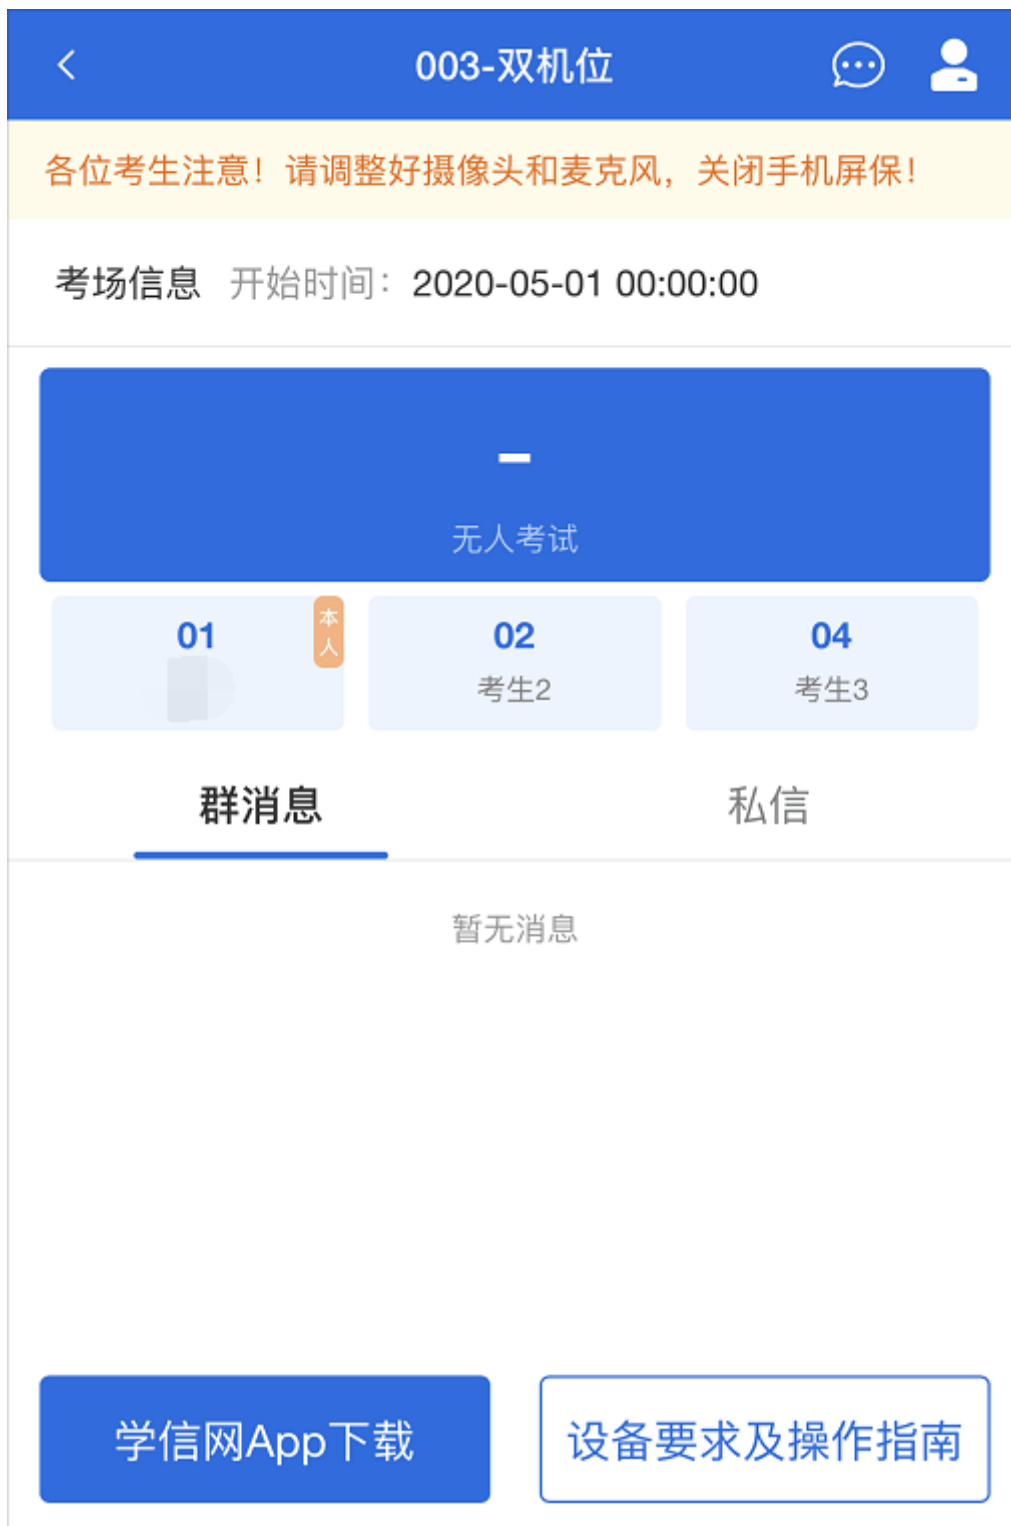 003-双机位
各位考生注意！请调整好摄像头和麦克风，关闭手机屏保！
考场信息 开始时间：2020-05-01 00:00:00
-
无人考试
01 本人 02 04
考生2 考生3
群消息 私信
暂无消息
学信网App下载 设备要求及操作指南